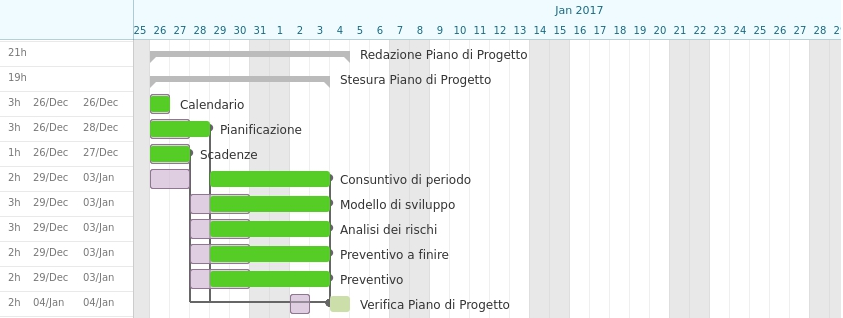 Jan 2017
25 26 27 28 29 30 31 1 2 3 4 5 6 7 8 9 10 11 12 13 14 15 16 17 18 19 20 21 22 23 24 25 26 27 28
21h Redazione Piano di Progetto
19h Stesura Piano di Progetto
3h 26/Dec 26/Dec Calendario
3h 26/Dec 28/Dec Pianificazione
1h 26/Dec 27/Dec Scadenze
2h 29/Dec 03/Jan Consuntivo di periodo
3h 29/Dec 03/Jan Modello di sviluppo
3h 29/Dec 03/Jan Analisi dei rischi
2h 29/Dec 03/Jan Preventivo a finire
2h 29/Dec 03/Jan Preventivo
2h 04/Jan 04/Jan Verifica Piano di Progetto